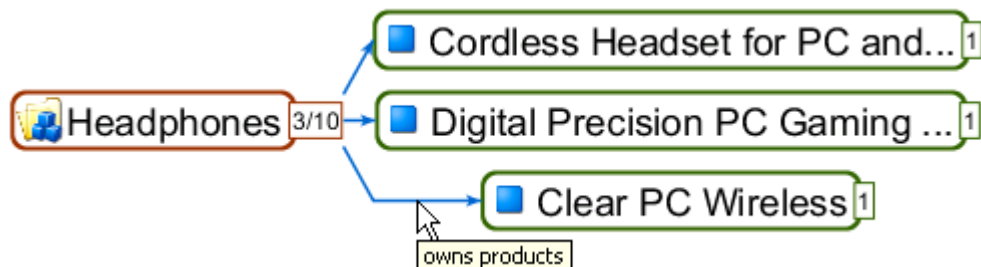 Cordless Headset for PC and... 1
Headphones 3/10
Digital Precision PC Gaming ... 1
Clear PC Wireless 1
owns products